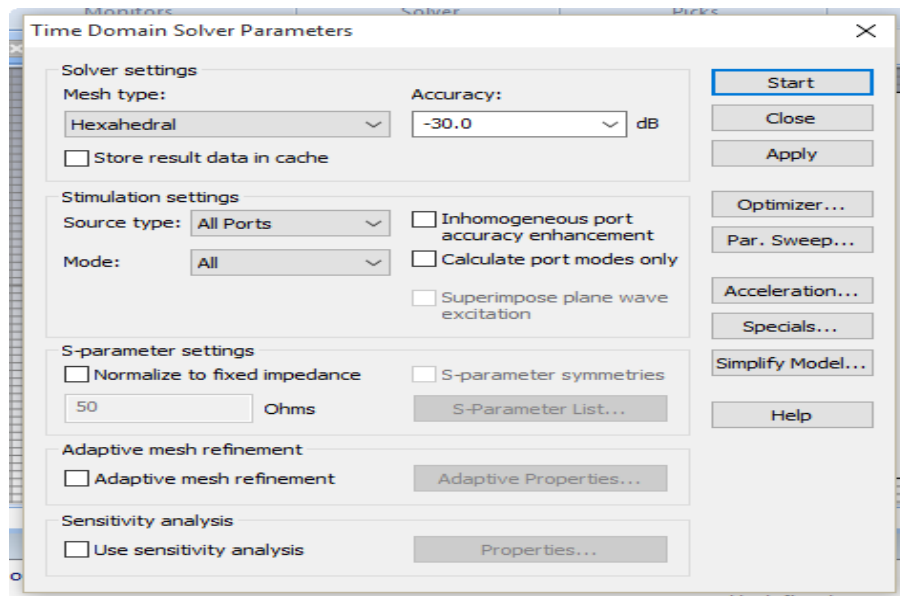 Monitors Solver Picks
Time Domain Solver Parameters
Solver settings
Mesh type: Accuracy:
Hexahedral -30.0 dB
Store result data in cache
Stimulation settings
Source type: All Ports
Inhomogeneous port
accuracy enhancement
Mode: All
Calculate port modes only
Superimpose plane wave
excitation
S-parameter settings
Normalize to fixed impedance S-parameter symmetries
50 Ohms S-Parameter List...
Adaptive mesh refinement
Adaptive mesh refinement Adaptive Properties...
Sensitivity analysis
Use sensitivity analysis Properties...
Start
Close
Apply
Optimizer...
Par. Sweep...
Acceleration...
Specials...
Simplify Model...
Help